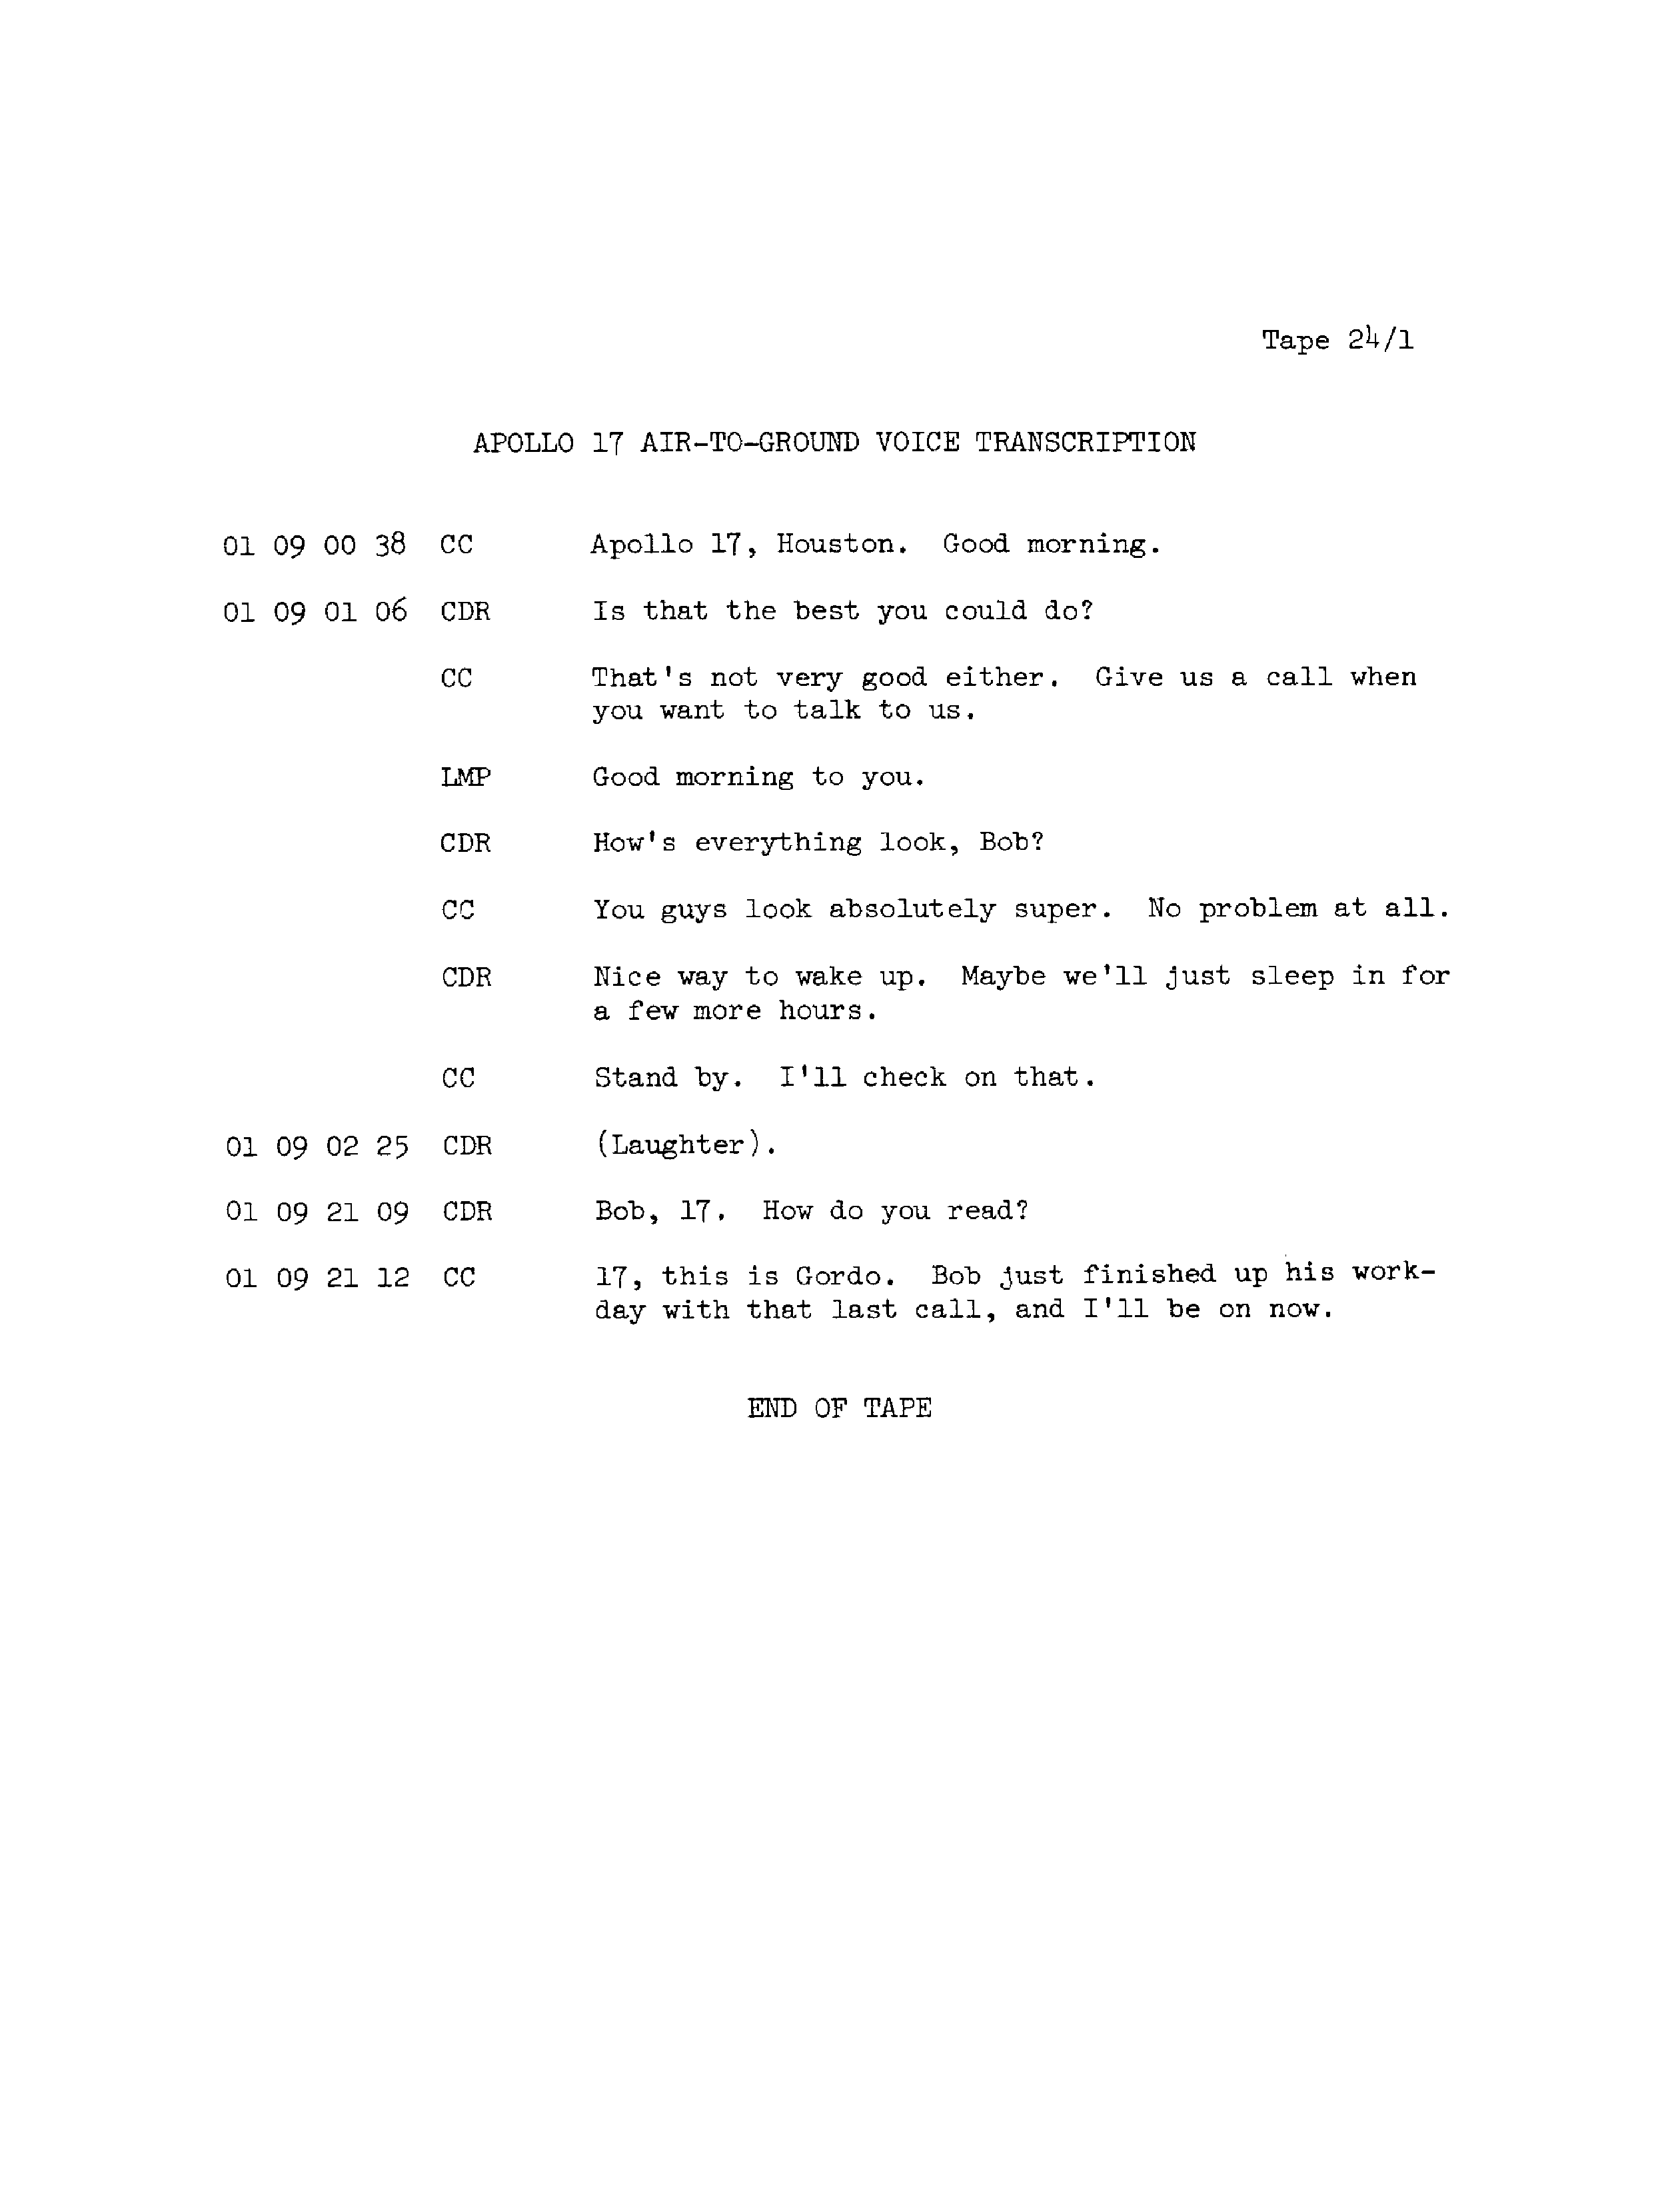 Tape 24/1
APOLLO 17 AIR-TO-GROUND VOICE TRANSCRIPTION
01 09 00 38 CC Apollo 17, Houston. Good morning.
01 09 01 06 CDR Is that the best you could do?
CC That's not very good either. Give us a call when
you want to talk to us.
LMP Good morning to you.
CDR How's everything look, Bob?
CC You guys look absolutely super. No problem at all.
CDR Nice way to wake up. Maybe we'll just sleep in for
a few more hours.
CC Stand by. I'll check on that.
01 09 02 25 CDR (Laughter).
01 09 21 09 CDR Bob, 17. How do you read?
01 09 21 12 CC 17, this is Gordo. Bob just finished up his work-
day with that last call, and I'll be on now.
END OF TAPE